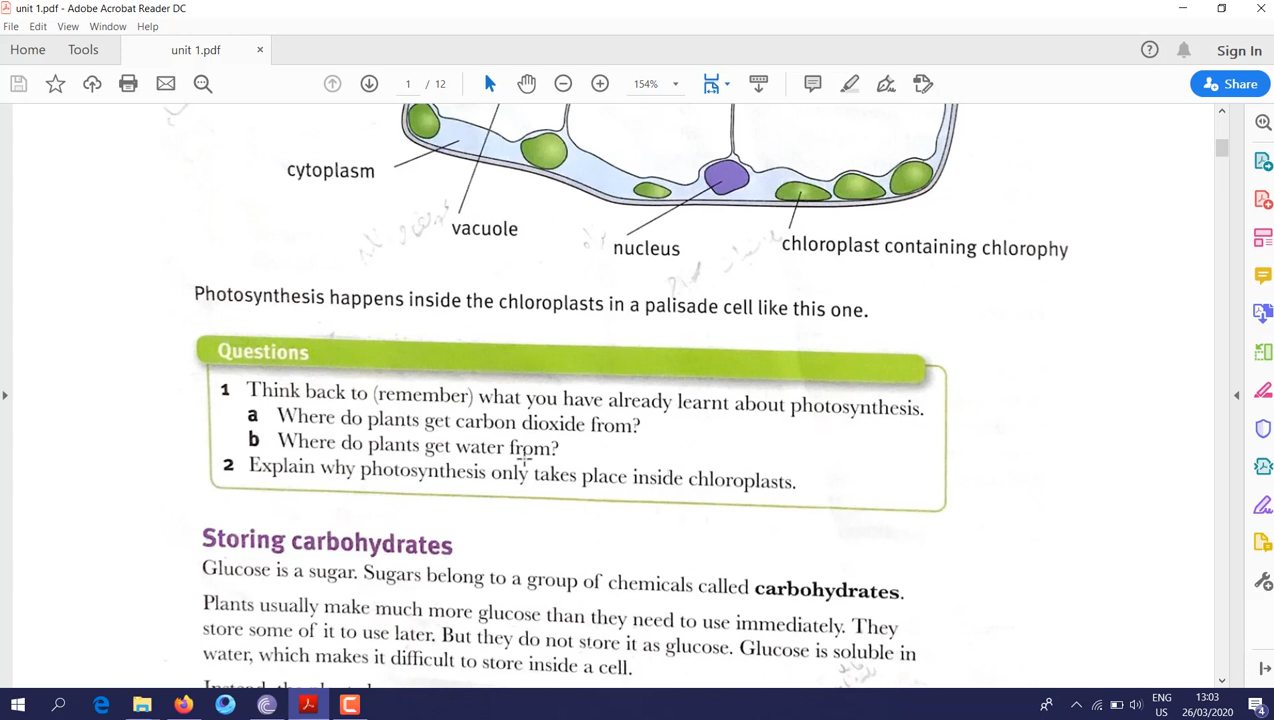 unit 1.pdf - Adobe Acrobat Reader DC
File Edit View Window Help
Home Tools unit 1.pdf × Sign In
1 / 12 154% Share
cytoplasm
vacuole
nucleus
chloroplast containing chlorophy
Photosynthesis happens inside the chloroplasts in a palisade cell like this one.
Questions
1 Think back to (remember) what you have already learnt about photosynthesis.
a Where do plants get carbon dioxide from?
b Where do plants get water from?
2 Explain why photosynthesis only takes place inside chloroplasts.
Storing carbohydrates
Glucose is a sugar. Sugars belong to a group of chemicals called carbohydrates.
Plants usually make much more glucose than they need to use immediately. They
store some of it to use later. But they do not store it as glucose. Glucose is soluble in
water, which makes it difficult to store inside a cell.
ENG 13:03
US 26/03/2020 4